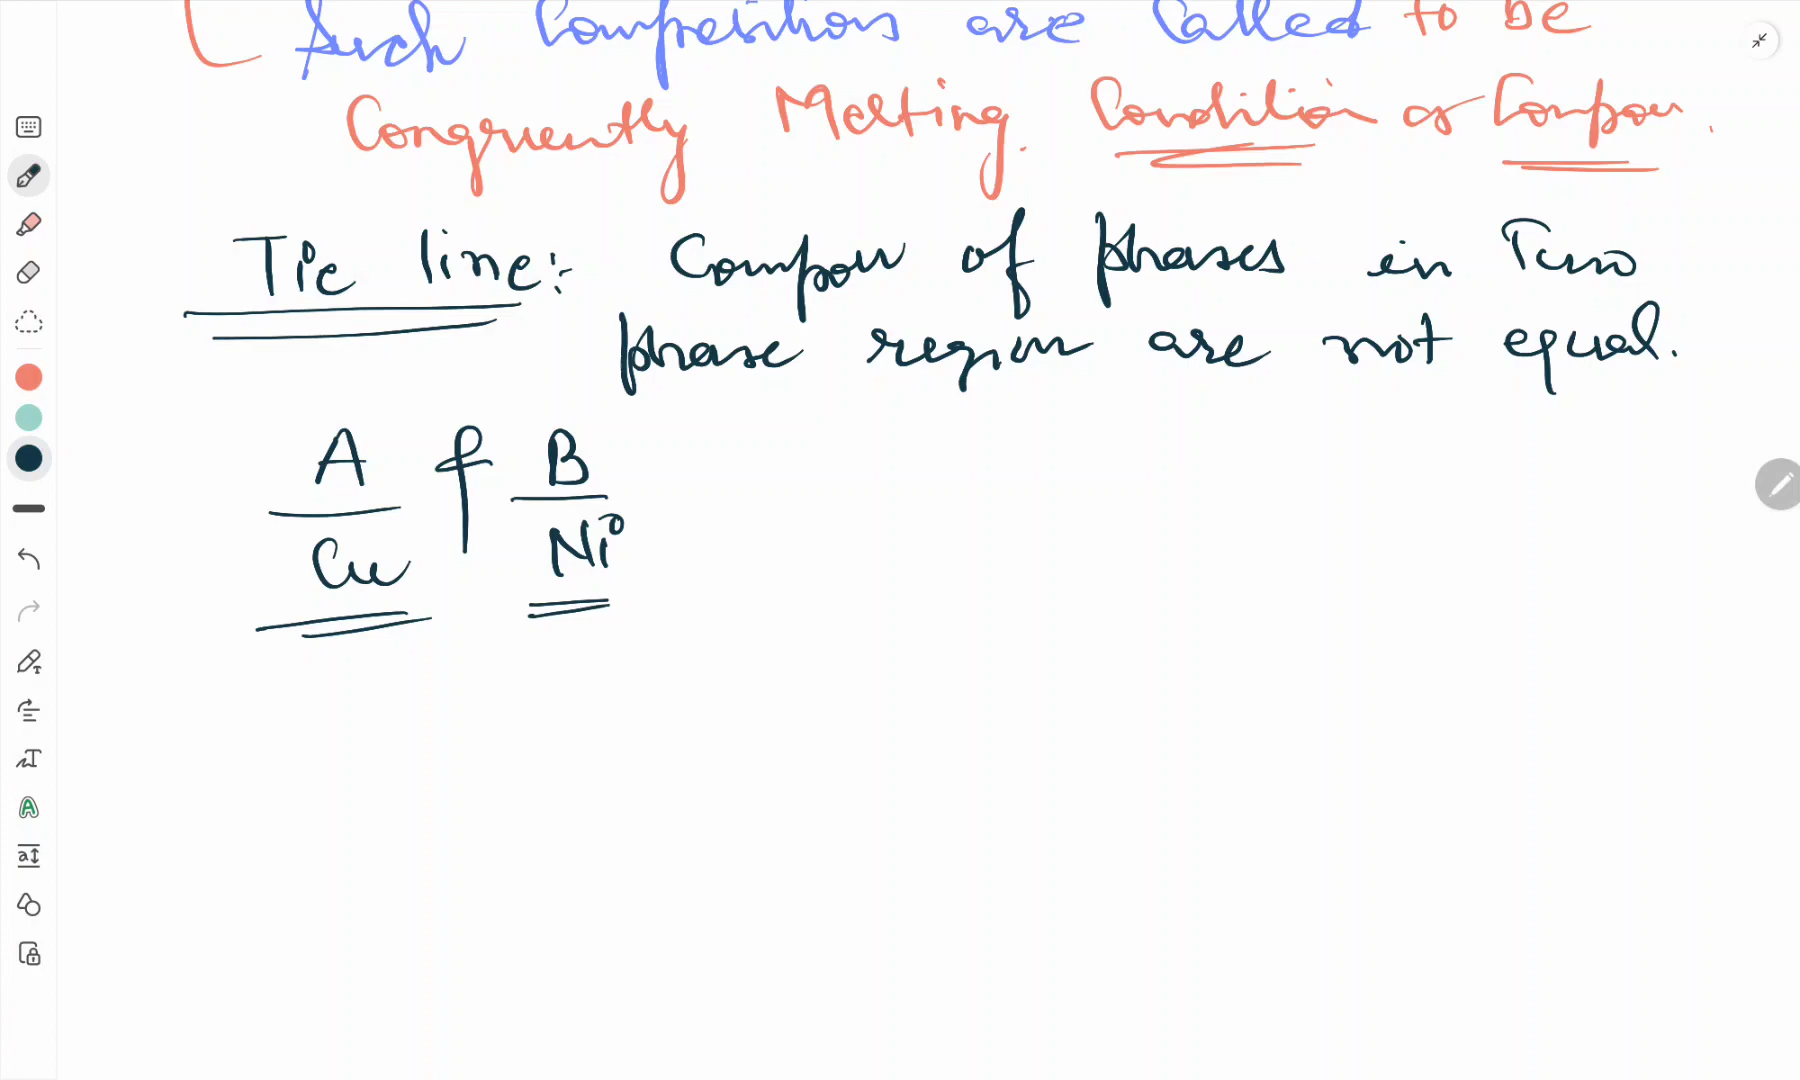 Such Compositions are Called to be
Congruently Melting. Condition or Compon.
Tie line:- Compon of phases in Two
phase region are not equal.
A & B
Cu Ni